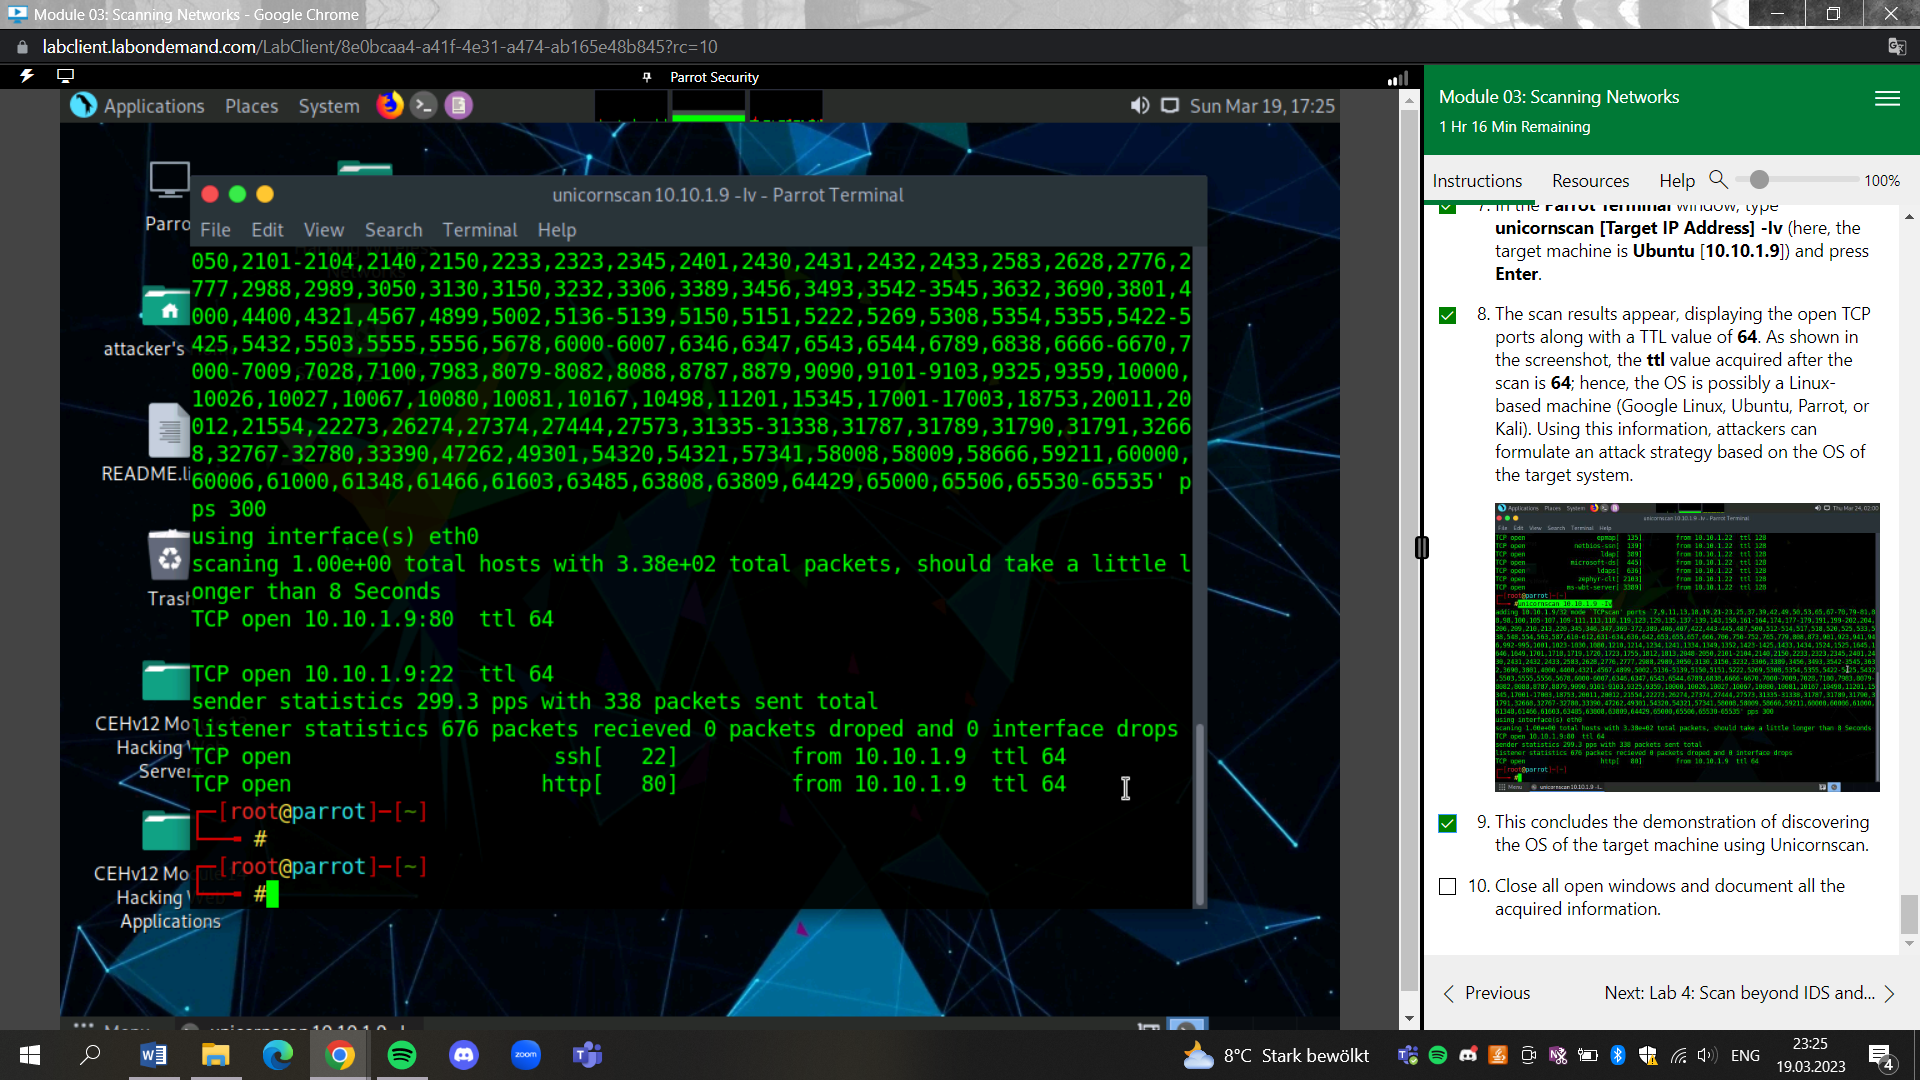 Module 03: Scanning Networks - Google Chrome
labclient.labondemand.com/LabClient/8e0bcaa4-a41f-4e31-a474-ab165e48b845?rc=10
Parrot Security
Applications Places System
Sun Mar 19, 17:25
Parro
attacker's
README.li
Trash
CEHv12 Mo
Hacking
Server
CEHv12 Mo
Hacking
Applications
unicornscan 10.10.1.9 -Iv - Parrot Terminal
File Edit View Search Terminal Help
050,2101-2104,2140,2150,2233,2323,2345,2401,2430,2431,2432,2433,2583,2628,2776,2
777,2988,2989,3050,3130,3150,3232,3306,3389,3456,3493,3542-3545,3632,3690,3801,4
000,4400,4321,4567,4899,5002,5136-5139,5150,5151,5222,5269,5308,5354,5355,5422-5
425,5432,5503,5555,5556,5678,6000-6007,6346,6347,6543,6544,6789,6838,6666-6670,7
000-7009,7028,7100,7983,8079-8082,8088,8787,8879,9090,9101-9103,9325,9359,10000,
10026,10027,10067,10080,10081,10167,10498,11201,15345,17001-17003,18753,20011,20
012,21554,22273,26274,27374,27444,27573,31335-31338,31787,31789,31790,31791,3266
8,32767-32780,33390,47262,49301,54320,54321,57341,58008,58009,58666,59211,60000,
60006,61000,61348,61466,61603,63485,63808,63809,64429,65000,65506,65530-65535' p
ps 300
using interface(s) eth0
scaning 1.00e+00 total hosts with 3.38e+02 total packets, should take a little l
onger than 8 Seconds
TCP open 10.10.1.9:80  ttl 64
TCP open 10.10.1.9:22  ttl 64
sender statistics 299.3 pps with 338 packets sent total
listener statistics 676 packets recieved 0 packets droped and 0 interface drops
TCP open ssh[ 22] from 10.10.1.9 ttl 64
TCP open http[ 80] from 10.10.1.9 ttl 64
[root@parrot]-[~]
#
[root@parrot]-[~]
#
Module 03: Scanning Networks
1 Hr 16 Min Remaining
Instructions Resources Help 100%
7. In the Parrot Terminal window, type
unicornscan [Target IP Address] -Iv (here, the
target machine is Ubuntu [10.10.1.9]) and press
Enter.
8. The scan results appear, displaying the open TCP
ports along with a TTL value of 64. As shown in
the screenshot, the ttl value acquired after the
scan is 64; hence, the OS is possibly a Linux-
based machine (Google Linux, Ubuntu, Parrot, or
Kali). Using this information, attackers can
formulate an attack strategy based on the OS of
the target system.
9. This concludes the demonstration of discovering
the OS of the target machine using Unicornscan.
10. Close all open windows and document all the
acquired information.
Previous
Next: Lab 4: Scan beyond IDS and...
zoom
8°C Stark bewölkt
ENG
23:25
19.03.2023
4